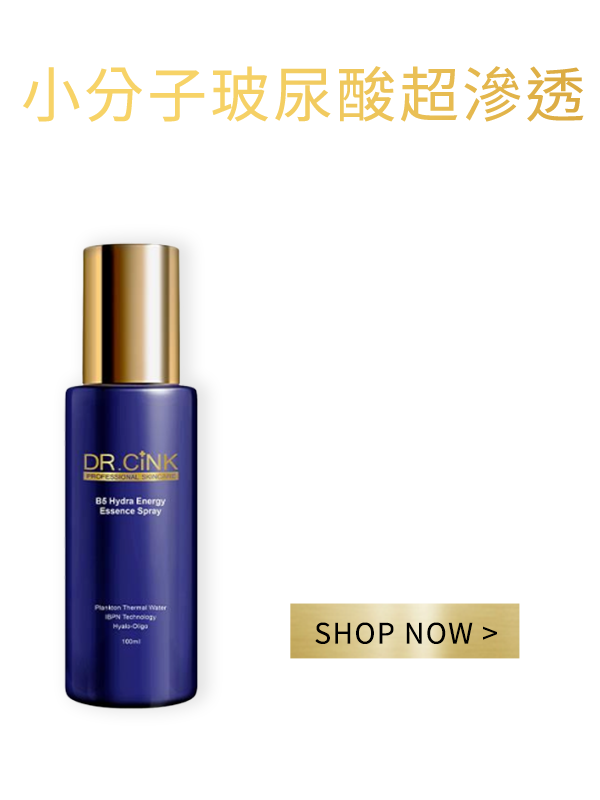 小分子玻尿酸超滲透
DR.CiNK
PROFESSIONAL SKINCARE
B5 Hydra Energy
Essence Spray
Plankton Thermal Water
IBPN Technology
Hyalo-Oligo
100ml
SHOP NOW >